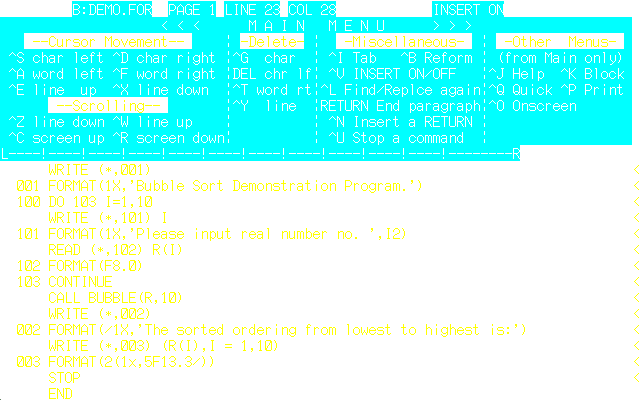 B:DEMO.FOR PAGE 1 LINE 23 COL 28 INSERT ON
< < < M A I N M E N U > > >
--Cursor Movement-- | -Delete- | -Miscellaneous- | -Other Menus-
^S char left ^D char right |^G char | ^I Tab ^B Reform | (from Main only)
^A word left ^F word right |DEL chr lf| ^V INSERT ON/OFF |^J Help ^K Block
^E line up ^X line down |^T word rt|^L Find/Replce again|^Q Quick ^P Print
--Scrolling-- |^Y line |RETURN End paragraph|^O Onscreen
^Z line down ^W line up | | ^N Insert a RETURN |
^C screen up ^R screen down| | ^U Stop a command |
L----!----!----!----!----!----!----!----!----!----!----------R
WRITE (*,001) <
001 FORMAT(1X,'Bubble Sort Demonstration Program.') <
100 DO 103 I=1,10 <
WRITE (*,101) I <
101 FORMAT(1X,'Please input real number no. ',I2) <
READ (*,102) R(I) <
102 FORMAT(F8.0) <
103 CONTINUE <
CALL BUBBLE(R,10) <
WRITE (*,002) <
002 FORMAT(/1X,'The sorted ordering from lowest to highest is:') <
WRITE (*,003) (R(I),I = 1,10) <
003 FORMAT(2(1x,5F13.3/)) <
STOP <
END <